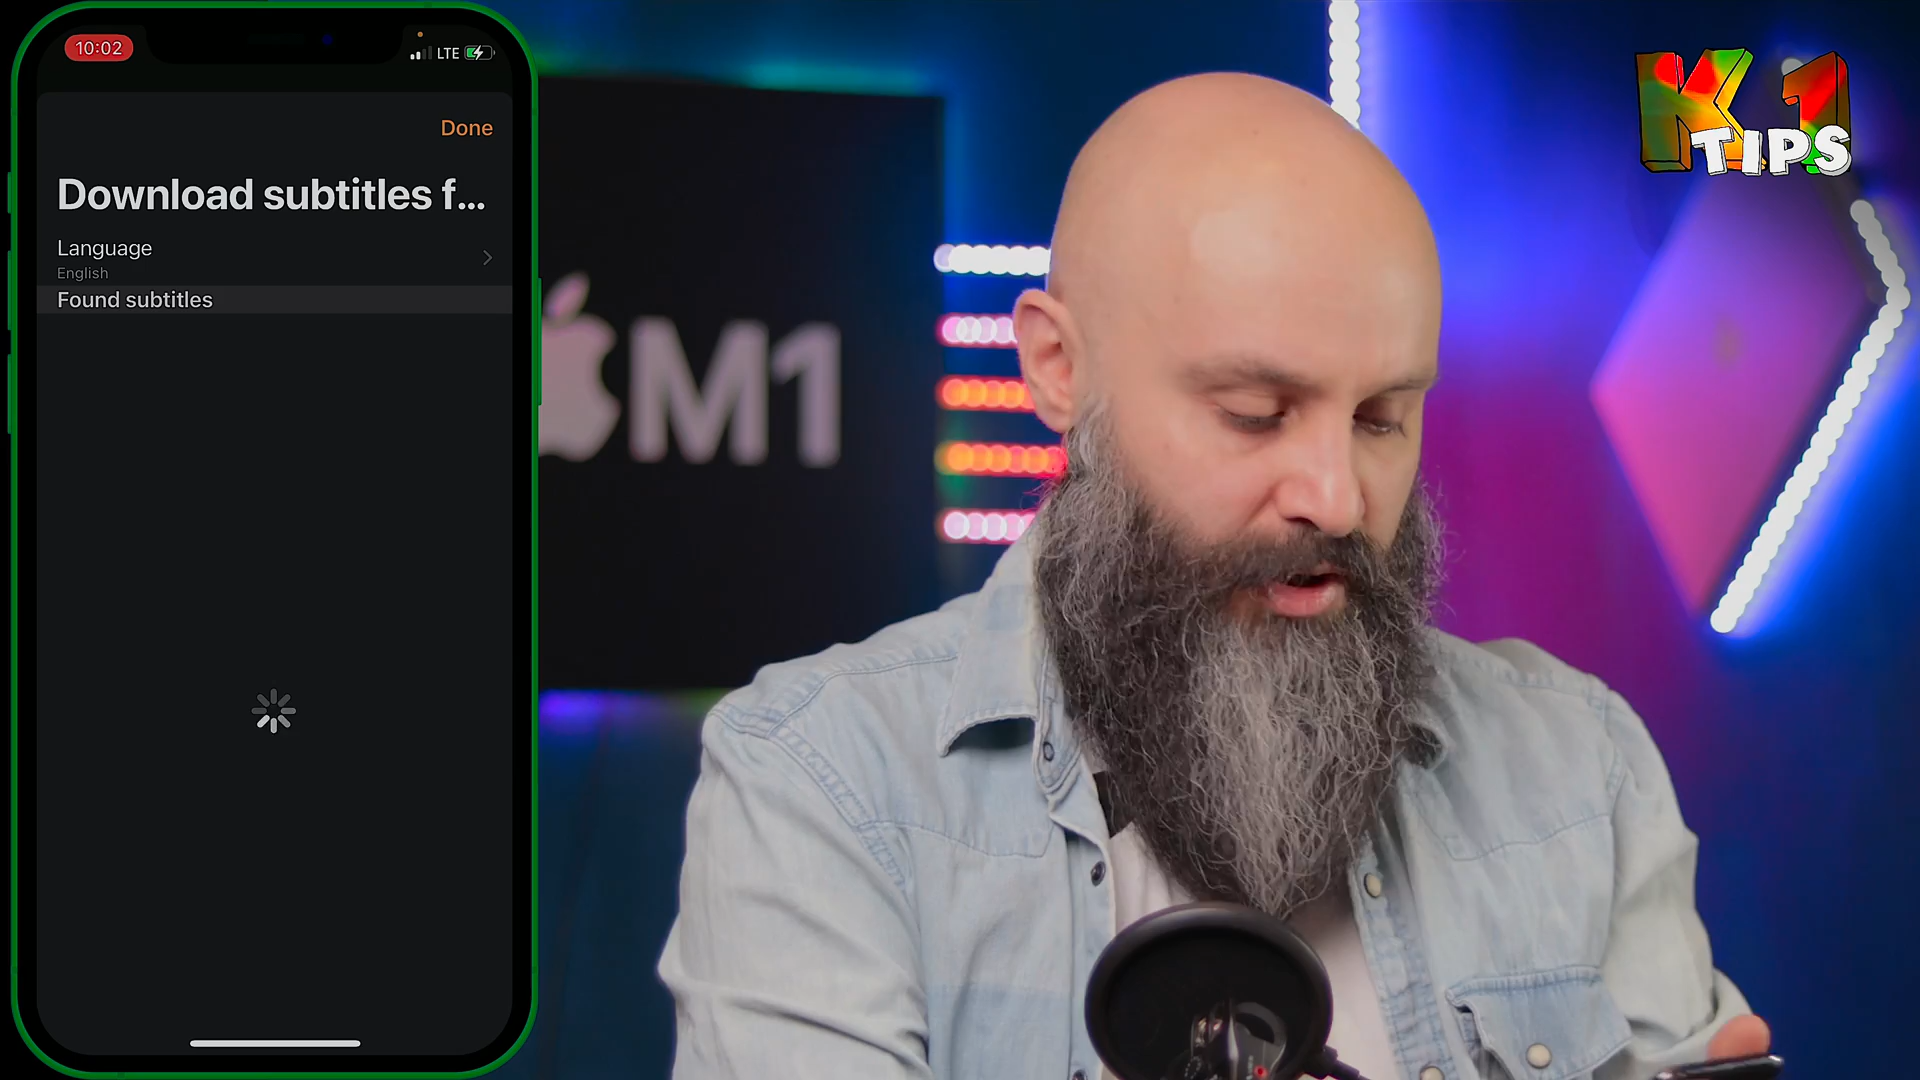 10:02
LTE
Done
Download subtitles f...
Language
English
Found subtitles
M1
K1
TIPS